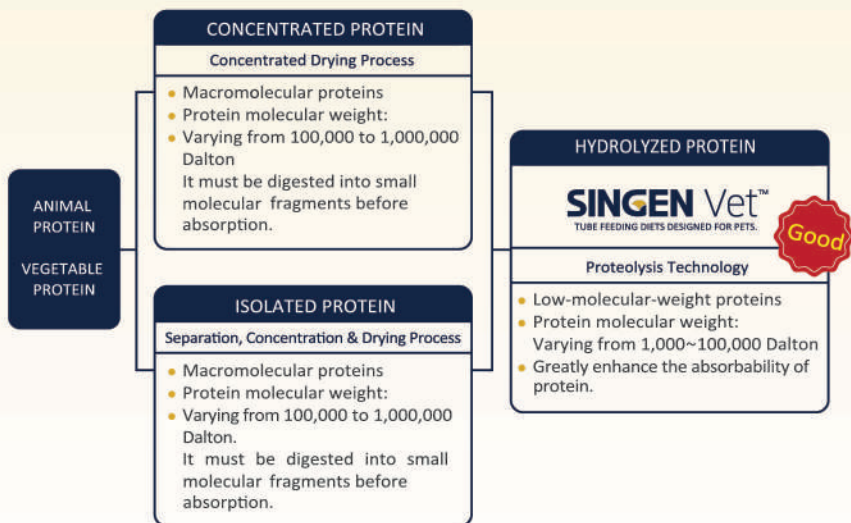 ANIMAL
PROTEIN
VEGETABLE
PROTEIN
CONCENTRATED PROTEIN
Concentrated Drying Process
• Macromolecular proteins
• Protein molecular weight:
• Varying from 100,000 to 1,000,000
Dalton
It must be digested into small
molecular fragments before
absorption.
ISOLATED PROTEIN
Separation, Concentration & Drying Process
• Macromolecular proteins
• Protein molecular weight:
• Varying from 100,000 to 1,000,000
Dalton.
It must be digested into small
molecular fragments before
absorption.
HYDROLYZED PROTEIN
SINGEN Vet™
TUBE FEEDING DIETS DESIGNED FOR PETS.
Good
Proteolysis Technology
• Low-molecular-weight proteins
• Protein molecular weight:
Varying from 1,000~100,000 Dalton
• Greatly enhance the absorbability of
protein.